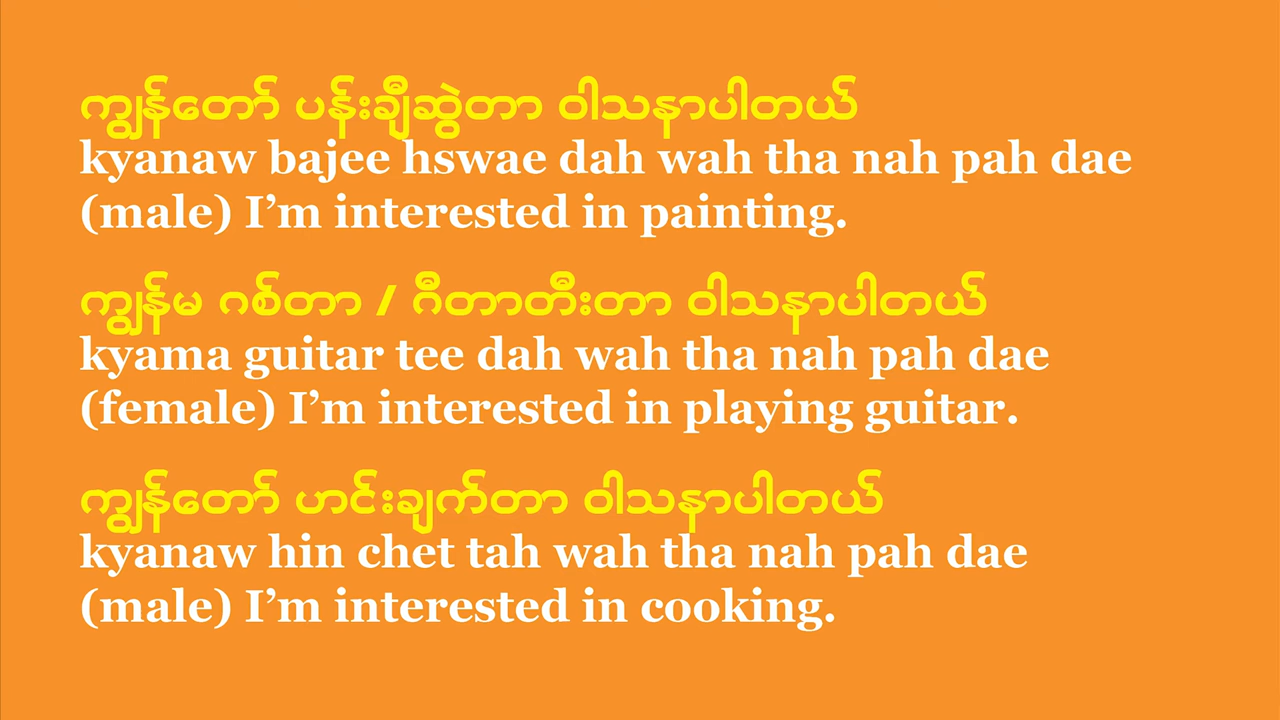 ကျွန်တော် ပန်းချီဆွဲတာ ဝါသနာပါတယ်
kyanaw bajee hswae dah wah tha nah pah dae
(male) I’m interested in painting.
ကျွန်မ ဂစ်တာ / ဂီတာတီးတာ ဝါသနာပါတယ်
kyama guitar tee dah wah tha nah pah dae
(female) I’m interested in playing guitar.
ကျွန်တော် ဟင်းချက်တာ ဝါသနာပါတယ်
kyanaw hin chet tah wah tha nah pah dae
(male) I’m interested in cooking.